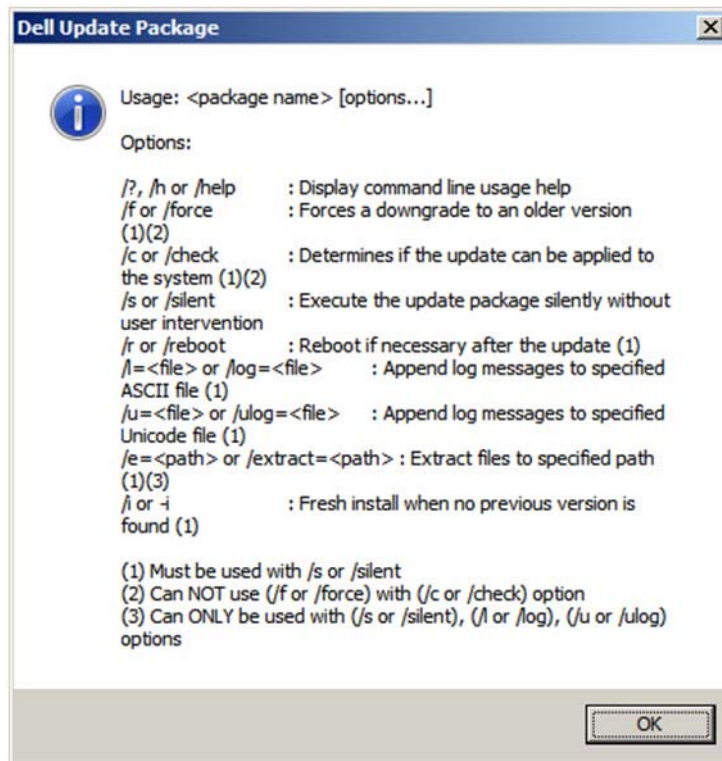 Dell Update Package
Usage: <package name> [options...]
Options:
/?, /h or /help : Display command line usage help
/f or /force : Forces a downgrade to an older version
(1)(2)
/c or /check : Determines if the update can be applied to
the system (1)(2)
/s or /silent : Execute the update package silently without
user intervention
/r or /reboot : Reboot if necessary after the update (1)
/l=<file> or /log=<file> : Append log messages to specified
ASCII file (1)
/u=<file> or /ulog=<file> : Append log messages to specified
Unicode file (1)
/e=<path> or /extract=<path> : Extract files to specified path
(1)(3)
/i or -i : Fresh install when no previous version is
found (1)
(1) Must be used with /s or /silent
(2) Can NOT use (/f or /force) with (/c or /check) option
(3) Can ONLY be used with (/s or /silent), (/l or /log), (/u or /ulog)
options
OK